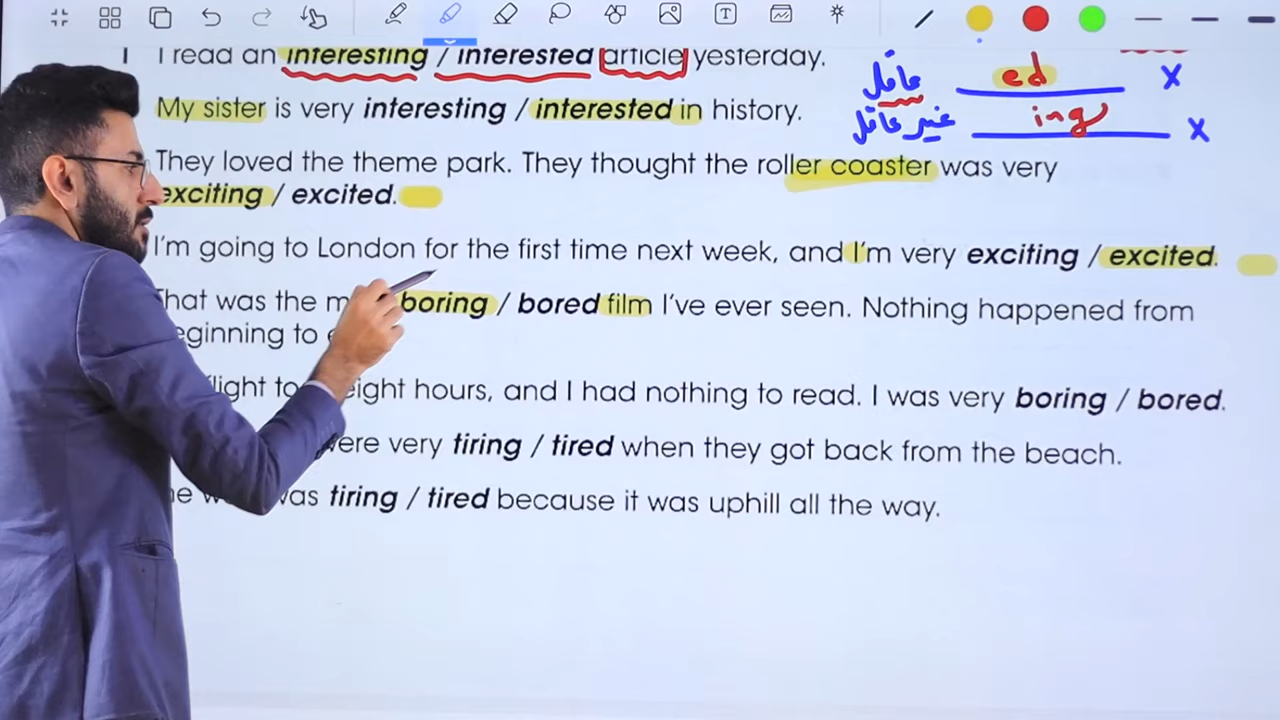 1 I read an interesting / interested article yesterday.
عاقل ed x
غير عاقل ing x
My sister is very interesting / interested in history.
They loved the theme park. They thought the roller coaster was very
exciting / excited.
I'm going to London for the first time next week, and I'm very exciting / excited.
That was the boring / bored film I've ever seen. Nothing happened from
eginning to
light to eight hours, and I had nothing to read. I was very boring / bored.
were very tiring / tired when they got back from the beach.
was tiring / tired because it was uphill all the way.